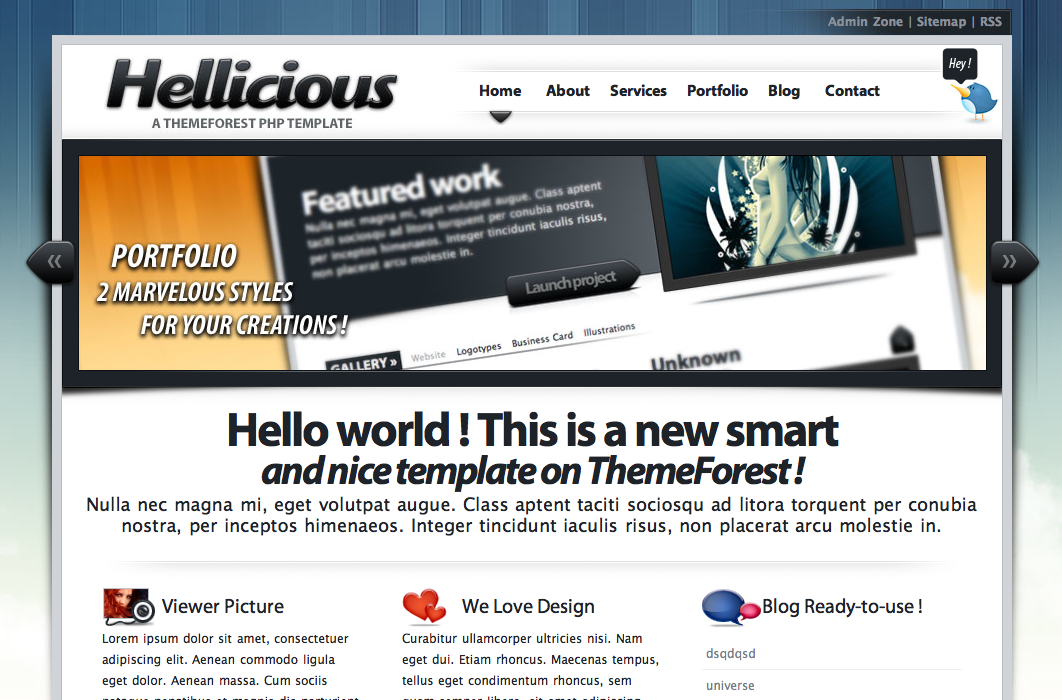 Admin Zone | Sitemap | RSS
Hey !
Hellicious
A THEMEFOREST PHP TEMPLATE
Home About Services Portfolio Blog Contact
Featured work
Nulla nec magna mi, eget volutpat augue. Class aptent
taciti sociosqu ad litora torquent per conubia nostra,
per inceptos himenaeos. Integer tincidunt iaculis risus,
non placerat arcu molestie in.
Launch project
PORTFOLIO
2 MARVELOUS STYLES
FOR YOUR CREATIONS !
GALLERY » Website Logotypes Business Card Illustrations
Unknown
Hello world ! This is a new smart
and nice template on ThemeForest !
Nulla nec magna mi, eget volutpat augue. Class aptent taciti sociosqu ad litora torquent per conubia
nostra, per inceptos himenaeos. Integer tincidunt iaculis risus, non placerat arcu molestie in.
Viewer Picture
Lorem ipsum dolor sit amet, consectetuer
adipiscing elit. Aenean commodo ligula
eget dolor. Aenean massa. Cum sociis
We Love Design
Curabitur ullamcorper ultricies nisi. Nam
eget dui. Etiam rhoncus. Maecenas tempus,
tellus eget condimentum rhoncus, sem
Blog Ready-to-use !
dsqdqsd
universe